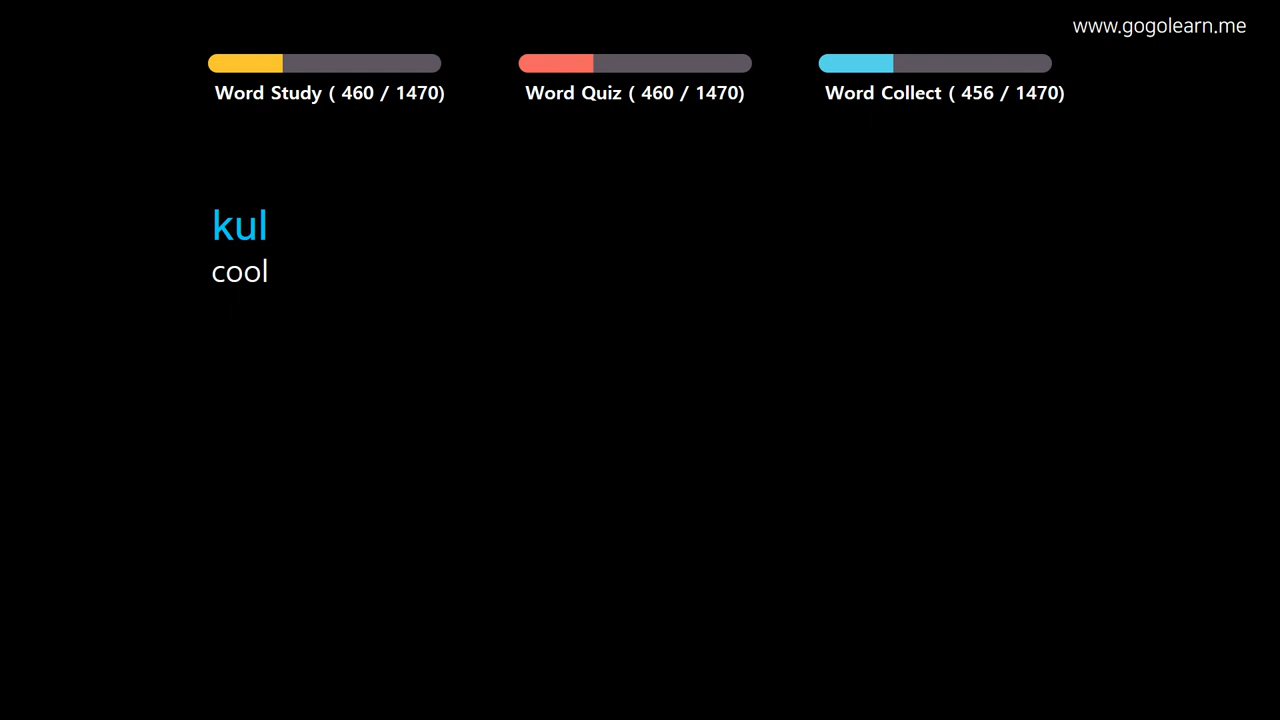 www.gogolearn.me
Word Study ( 460 / 1470)
Word Quiz ( 460 / 1470)
Word Collect ( 456 / 1470)
kul
cool